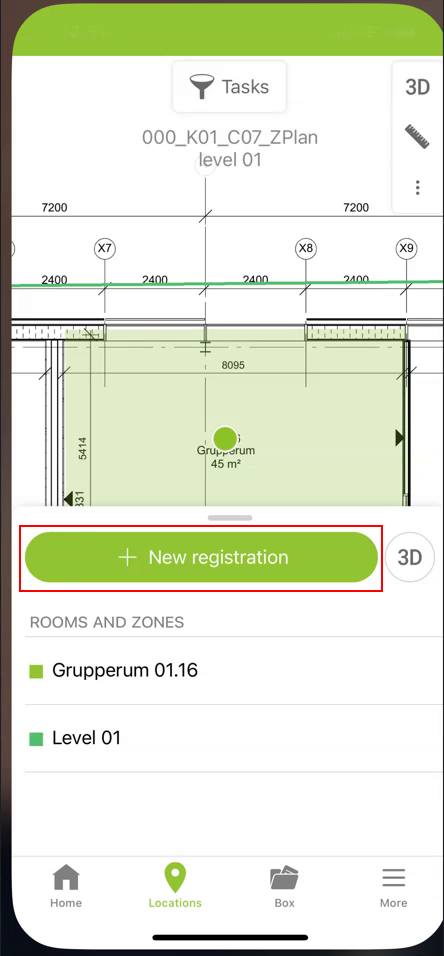 Tasks
3D
000_K01_C07_ZPlan
level 01
7200
7200
X7
X8
X9
2400
2400
2400
2400
8095
5414
Grupperum
45 m²
331
+ New registration
3D
ROOMS AND ZONES
Grupperum 01.16
Level 01
Home
Locations
Box
More